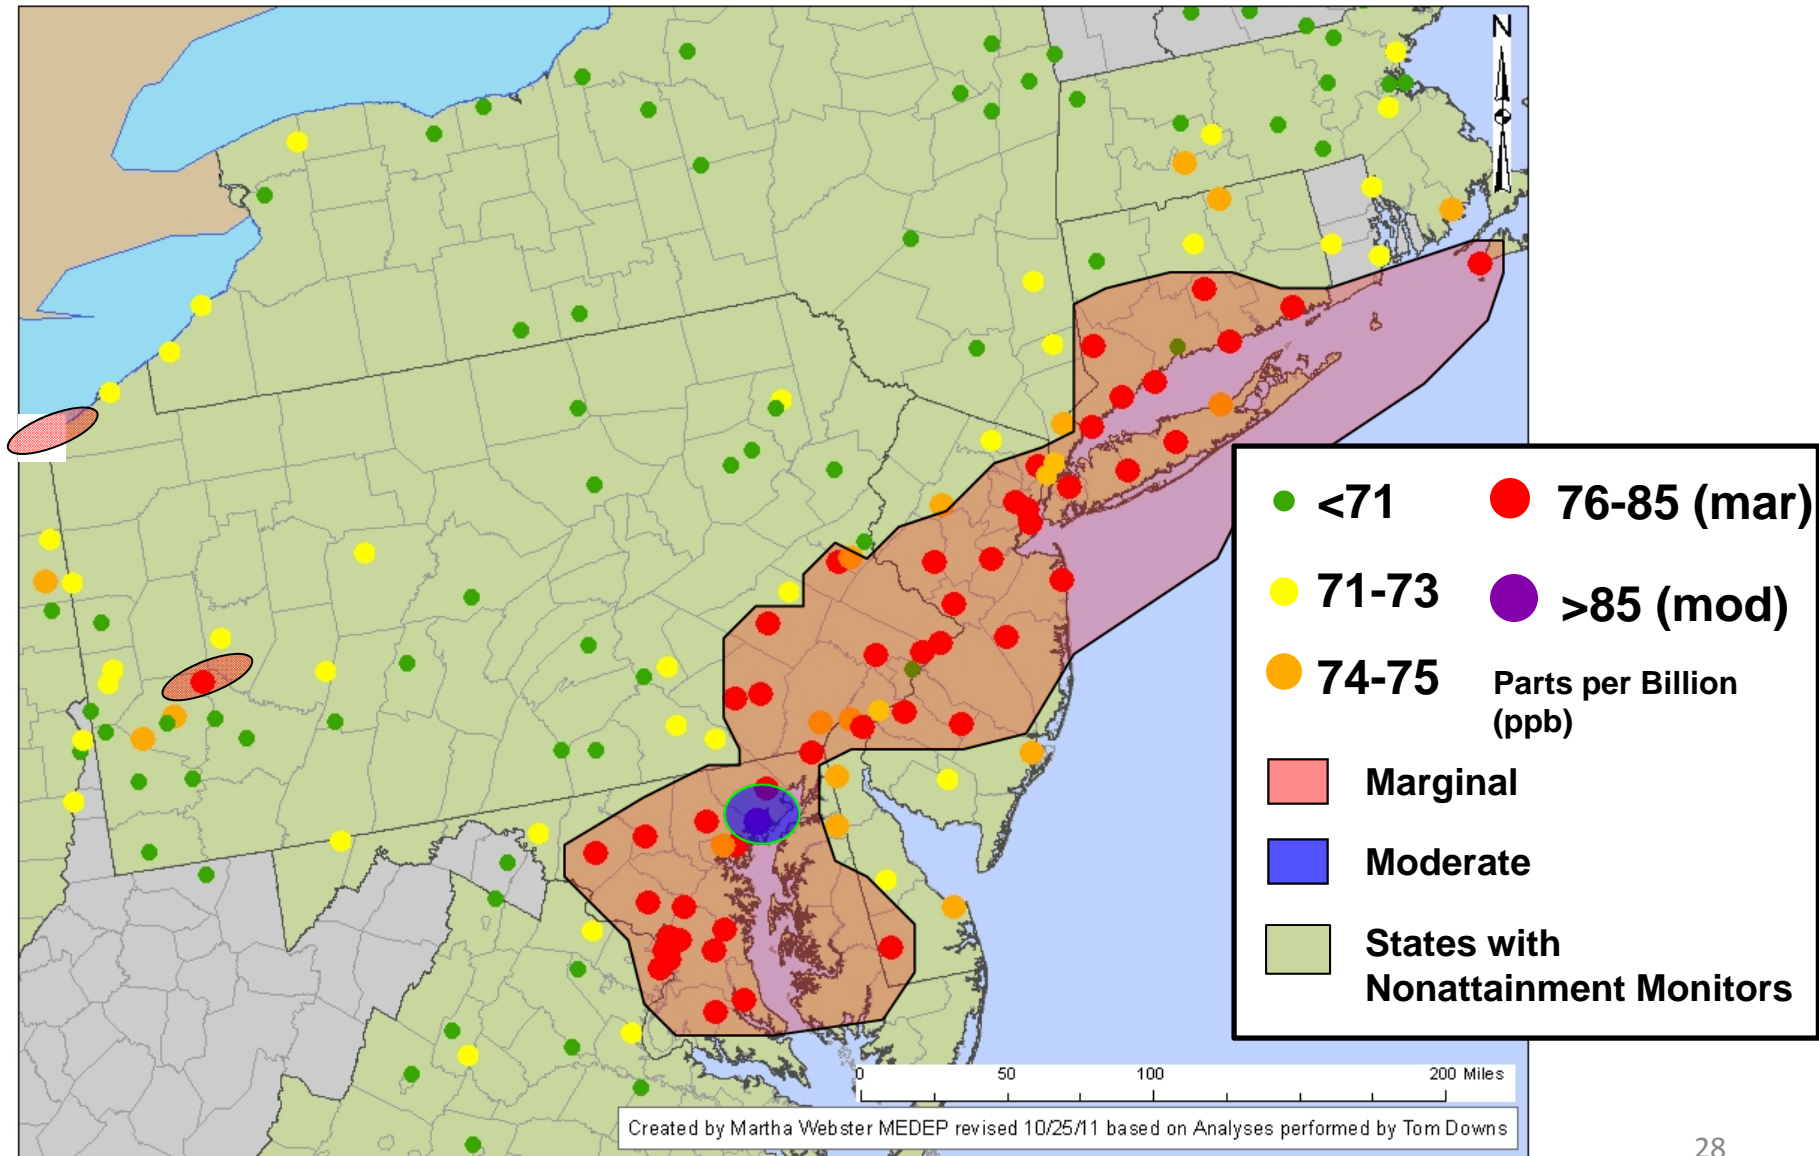 N
<71
76-85 (mar)
71-73
>85 (mod)
74-75
Parts per Billion
(ppb)
Marginal
Moderate
States with
Nonattainment Monitors
0 50 100 200 Miles
Created by Martha Webster MEDEP revised 10/25/11 based on Analyses performed by Tom Downs
28